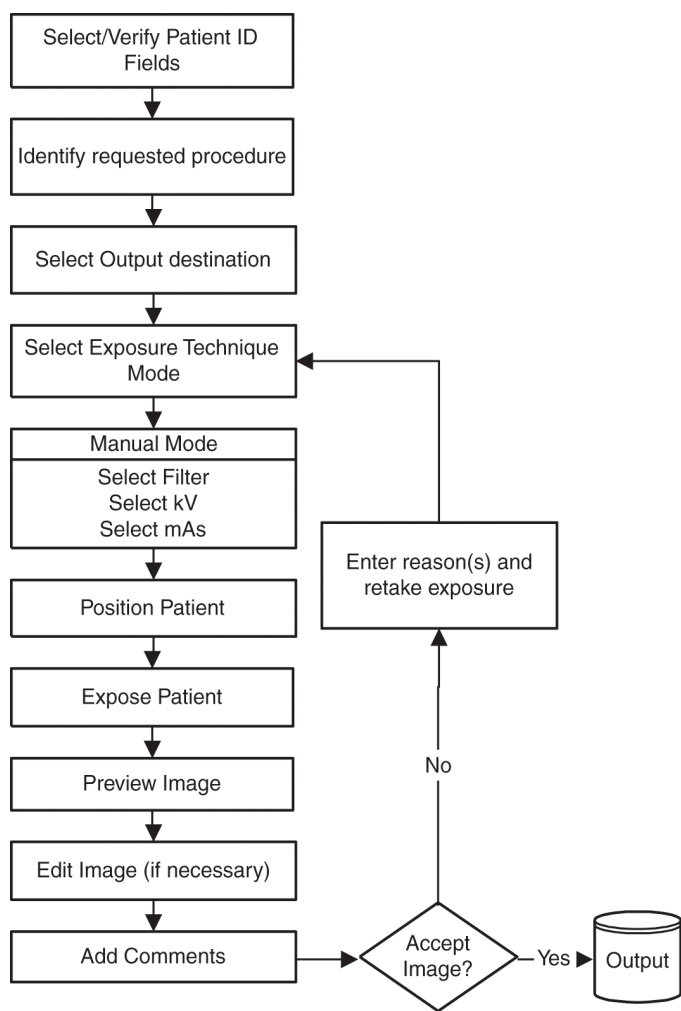 Select/Verify Patient ID
Fields
Identify requested procedure
Select Output destination
Select Exposure Technique
Mode
Manual Mode
Select Filter
Select kV
Select mAs
Position Patient
Expose Patient
Preview Image
Edit Image (if necessary)
Add Comments
Accept
Image?
Yes
Output
No
Enter reason(s) and
retake exposure